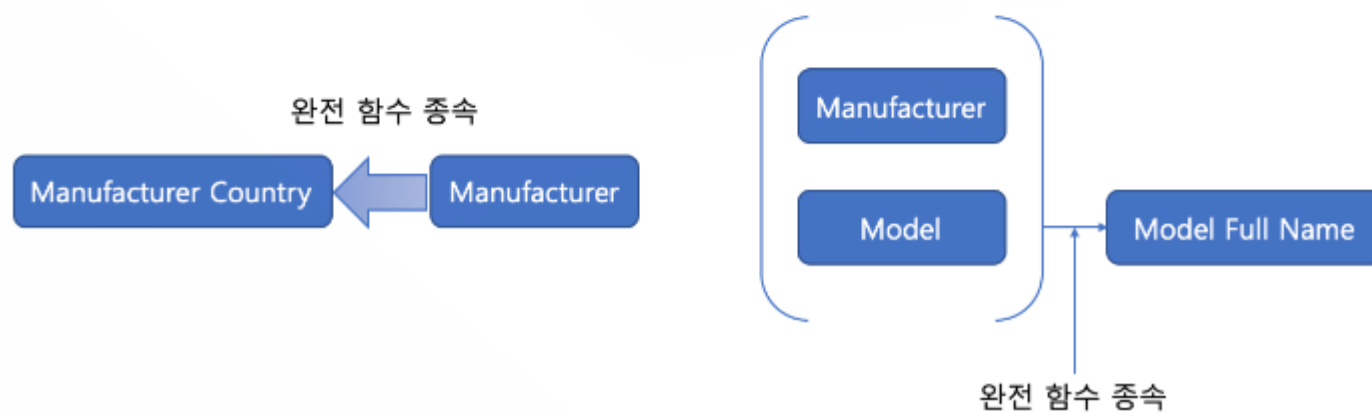 완전 함수 종속
Manufacturer Country
Manufacturer
Manufacturer
Model
Model Full Name
완전 함수 종속